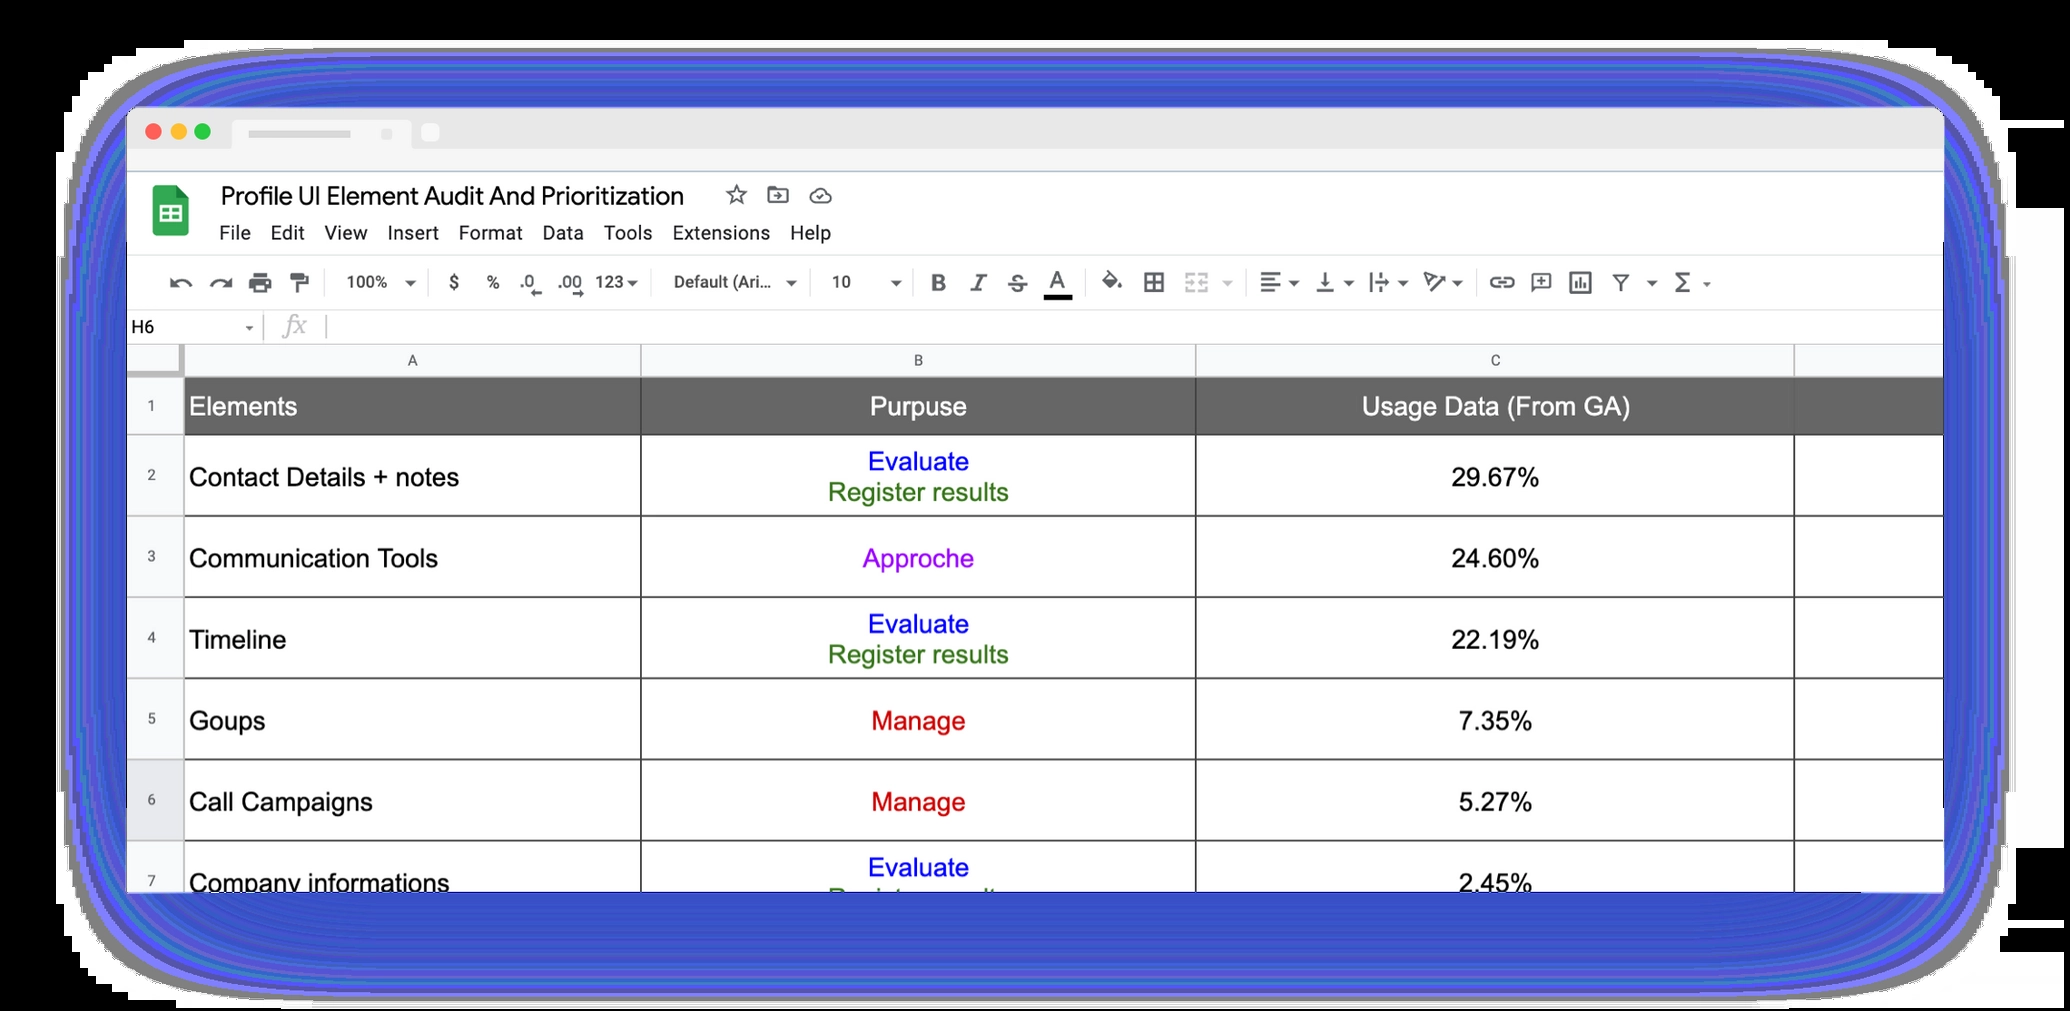 Profile UI Element Audit And Prioritization
File Edit View Insert Format Data Tools Extensions Help
100% $ % .0 .00 123 Default (Ari... 10 B I S A Σ
H6 fx
A B C
1 Elements Purpuse Usage Data (From GA)
2 Contact Details + notes Evaluate 29.67%
Register results
3 Communication Tools Approche 24.60%
4 Timeline Evaluate 22.19%
Register results
5 Goups Manage 7.35%
6 Call Campaigns Manage 5.27%
7 Company informations Evaluate 2.45%